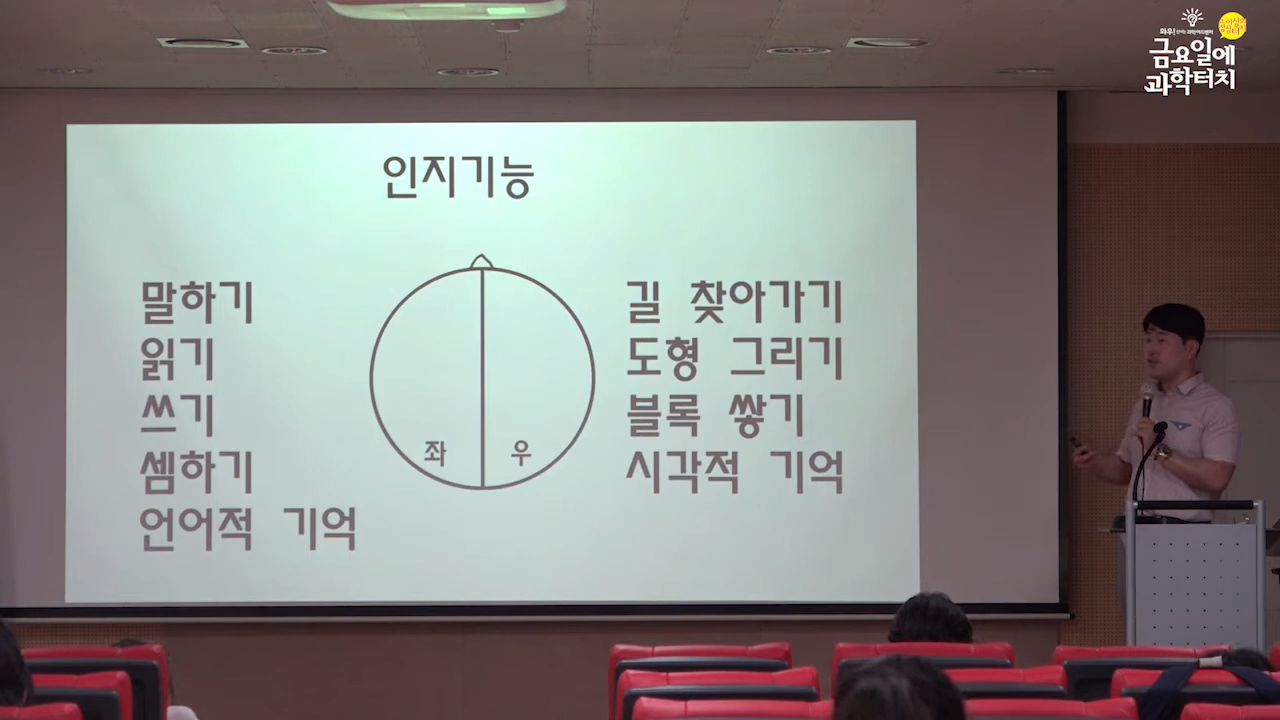 인지기능
말하기
읽기
쓰기
셈하기
언어적 기억
좌
우
길 찾아가기
도형 그리기
블록 쌓기
시각적 기억
금요일에
과학터치